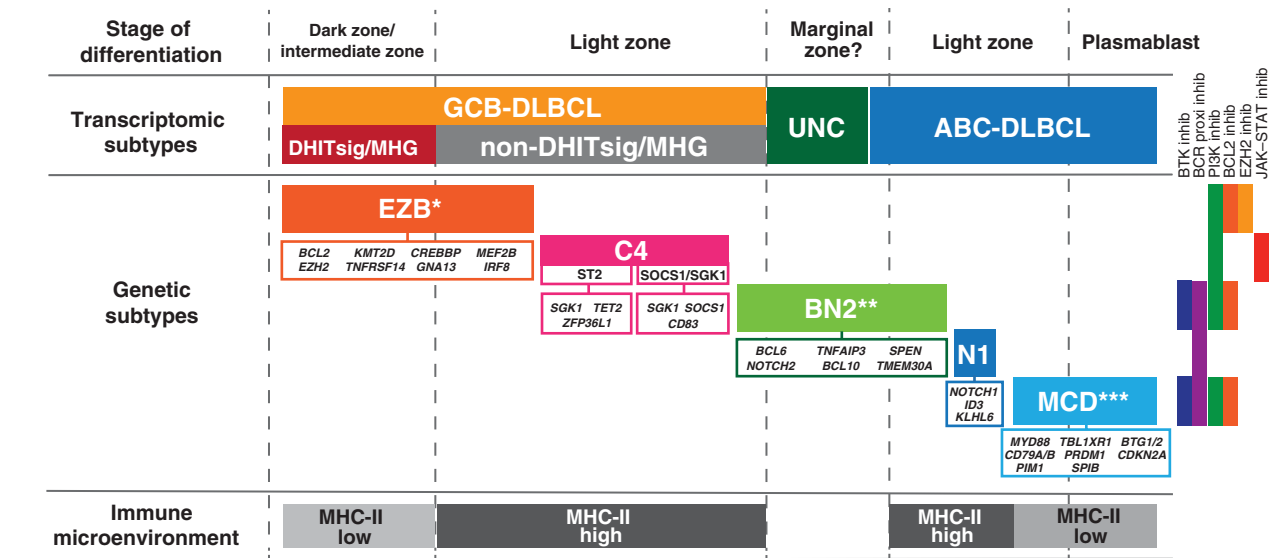 Stage of
differentiation
Dark zone/
intermediate zone
Light zone
Marginal
zone?
Light zone
Plasmablast
Transcriptomic
subtypes
GCB-DLBCL
DHITsig/MHG
non-DHITsig/MHG
UNC
ABC-DLBCL
BTK inhib
BCR proxi inhib
PI3K inhib
BCL2 inhib
EZH2 inhib
JAK–STAT inhib
Genetic
subtypes
EZB*
BCL2 KMT2D CREBBP MEF2B
EZH2 TNFRSF14 GNA13 IRF8
C4
ST2
SOCS1/SGK1
SGK1 TET2
ZFP36L1
SGK1 SOCS1
CD83
BN2**
BCL6 TNFAIP3 SPEN
NOTCH2 BCL10 TMEM30A
N1
NOTCH1
ID3
KLHL6
MCD***
MYD88 TBL1XR1 BTG1/2
CD79A/B PRDM1 CDKN2A
PIM1 SPIB
Immune
microenvironment
MHC-II
low
MHC-II
high
MHC-II
high
MHC-II
low